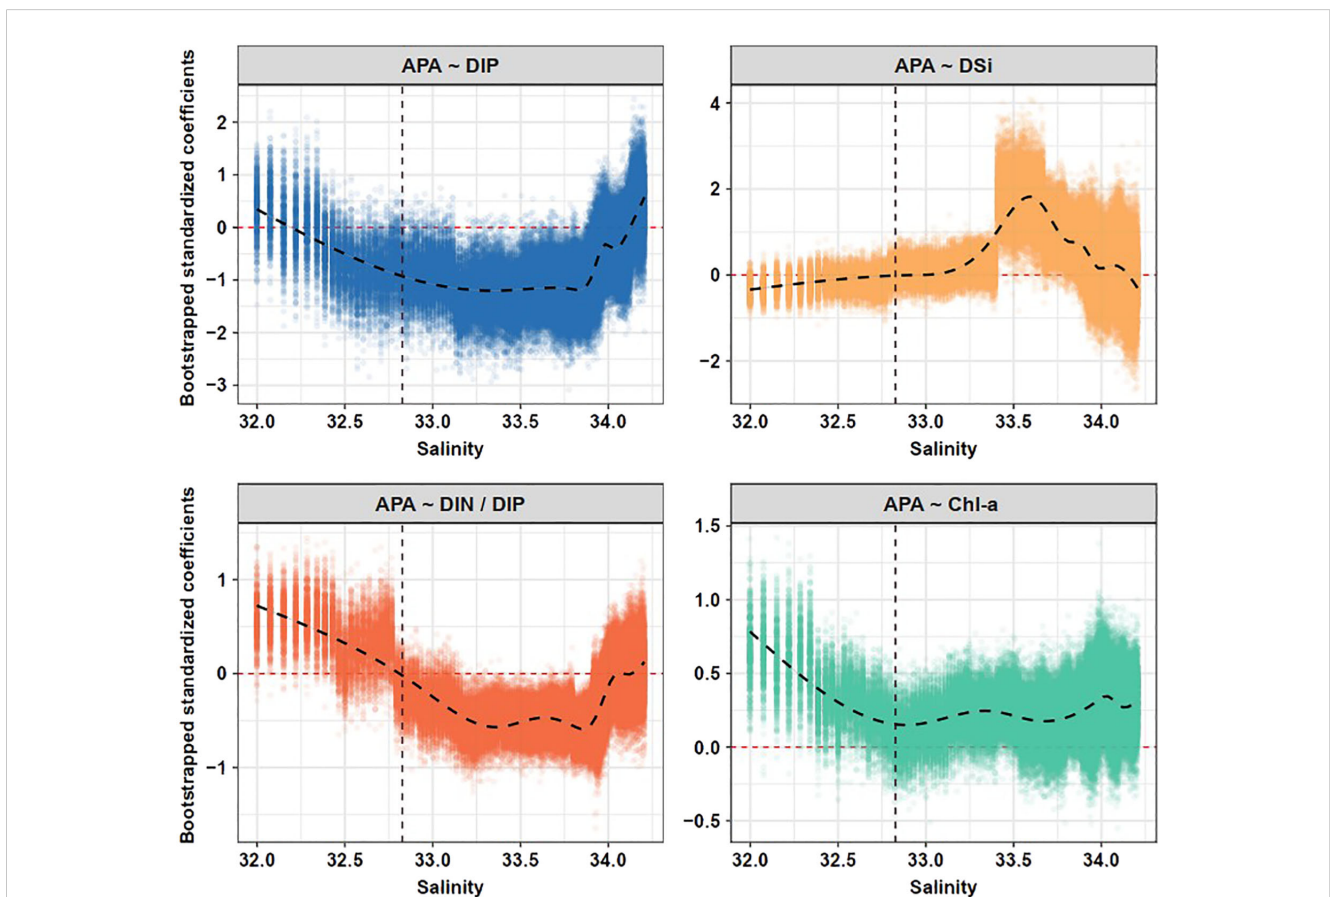 APA ~ DIP
Bootstrapped standardized coefficients
2
1
0
−1
−2
−3
32.0 32.5 33.0 33.5 34.0
Salinity
APA ~ DSi
4
2
0
−2
32.0 32.5 33.0 33.5 34.0
Salinity
APA ~ DIN / DIP
Bootstrapped standardized coefficients
1
0
−1
32.0 32.5 33.0 33.5 34.0
Salinity
APA ~ Chl-a
1.5
1.0
0.5
0.0
−0.5
32.0 32.5 33.0 33.5 34.0
Salinity